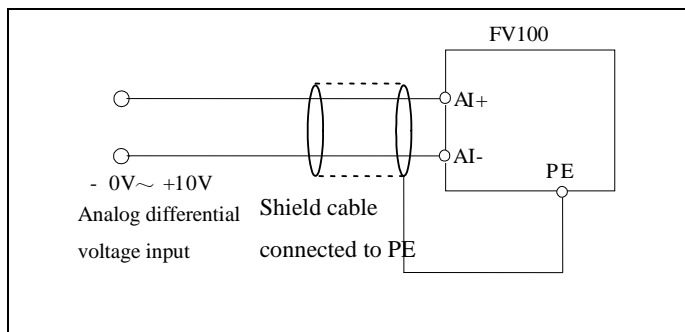 FV100
AI+
AI-
PE
- 0V～ +10V
Analog differential
voltage input
Shield cable
connected to PE